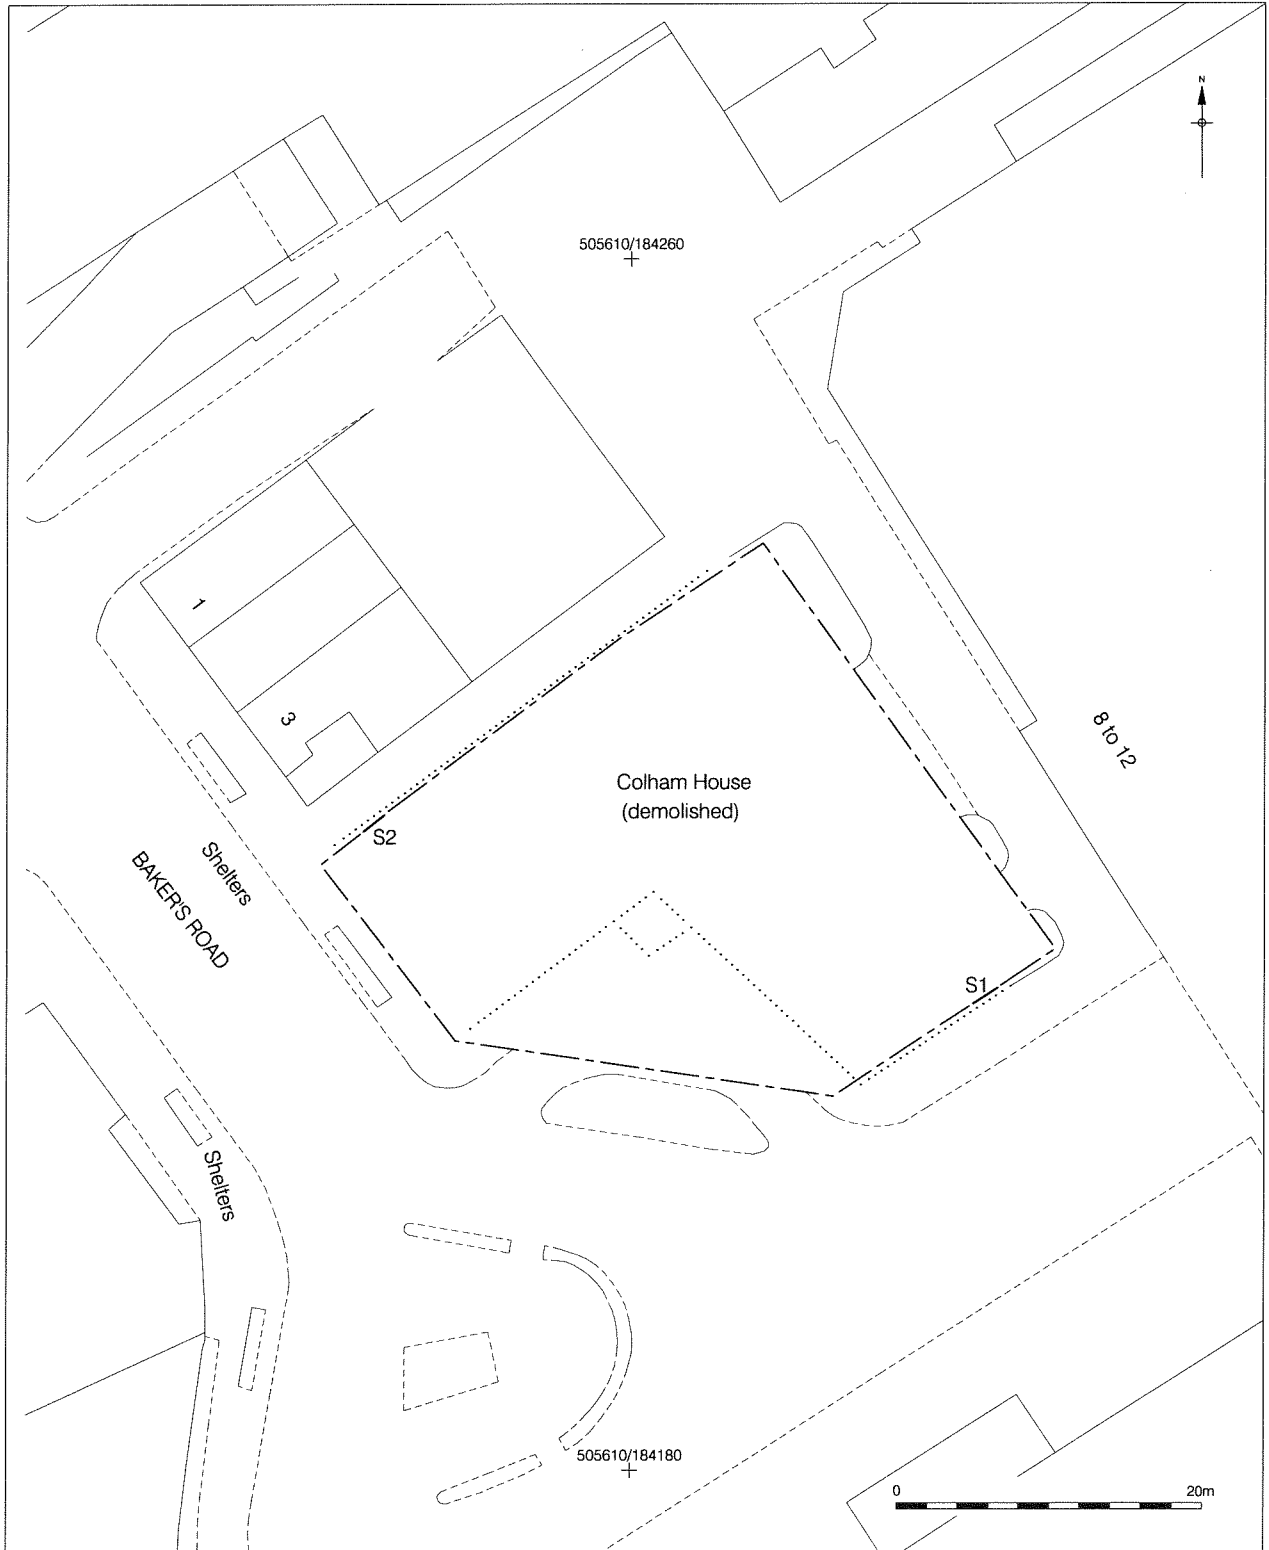 N
505610/184260
1
3
8 to 12
Colham House
(demolished)
S2
Shelters
BAKER'S ROAD
S1
Shelters
505610/184180
0 20m